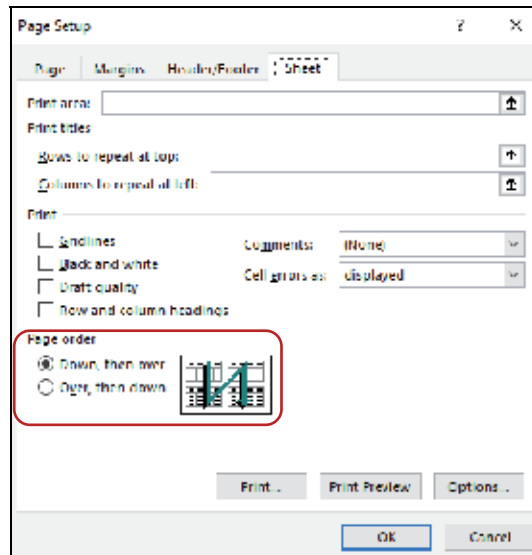 Page Setup ? ×
Page Margins Header/Footer Sheet
Print area:
Print titles
Rows to repeat at top:
Columns to repeat at left:
Print
Gridlines Comments: (None)
Black and white Cell errors as: displayed
Draft quality
Row and column headings
Page order
Down, then over
Over, then down
Print... Print Preview Options...
OK Cancel